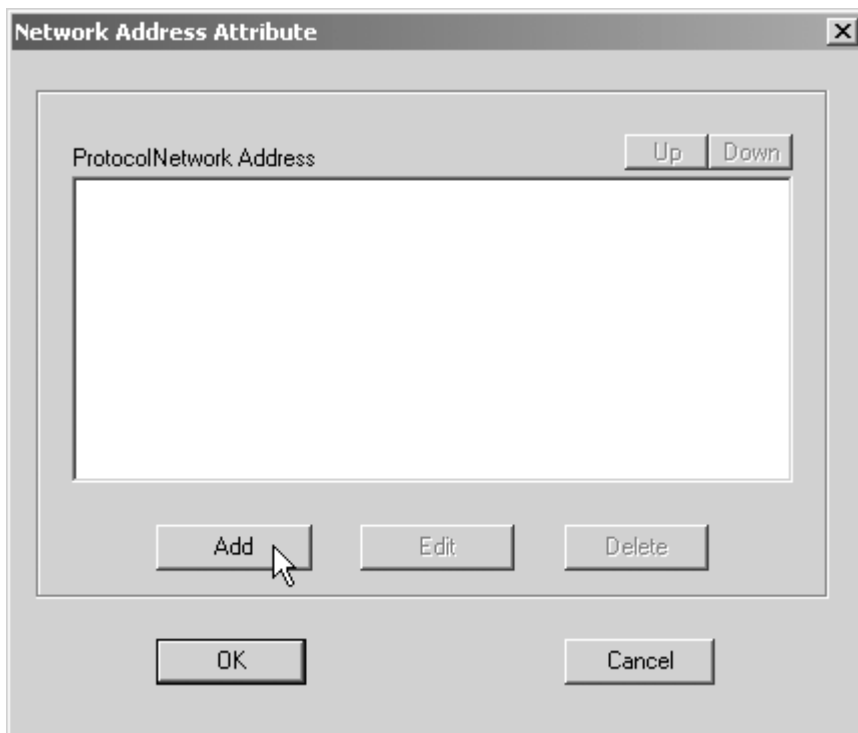 Network Address Attribute
ProtocolNetwork Address
Up
Down
Add
Edit
Delete
OK
Cancel